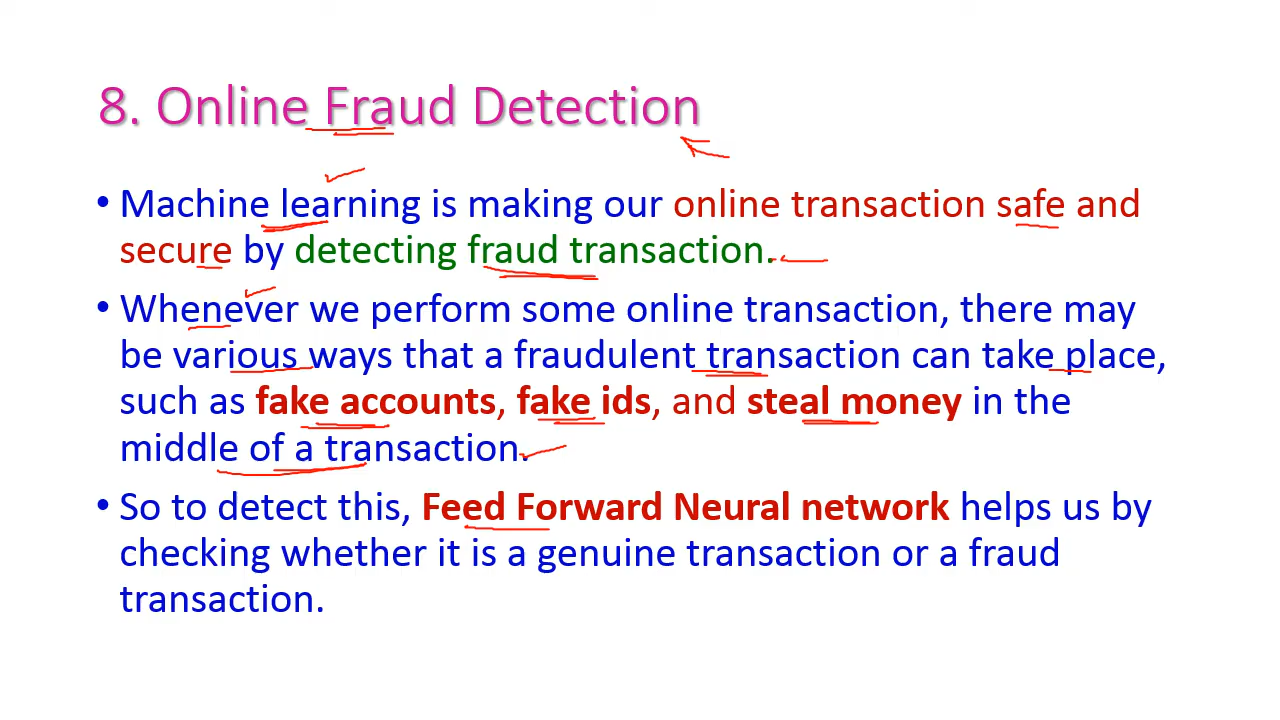 8. Online Fraud Detection
• Machine learning is making our online transaction safe and
secure by detecting fraud transaction.
• Whenever we perform some online transaction, there may
be various ways that a fraudulent transaction can take place,
such as fake accounts, fake ids, and steal money in the
middle of a transaction.
• So to detect this, Feed Forward Neural network helps us by
checking whether it is a genuine transaction or a fraud
transaction.